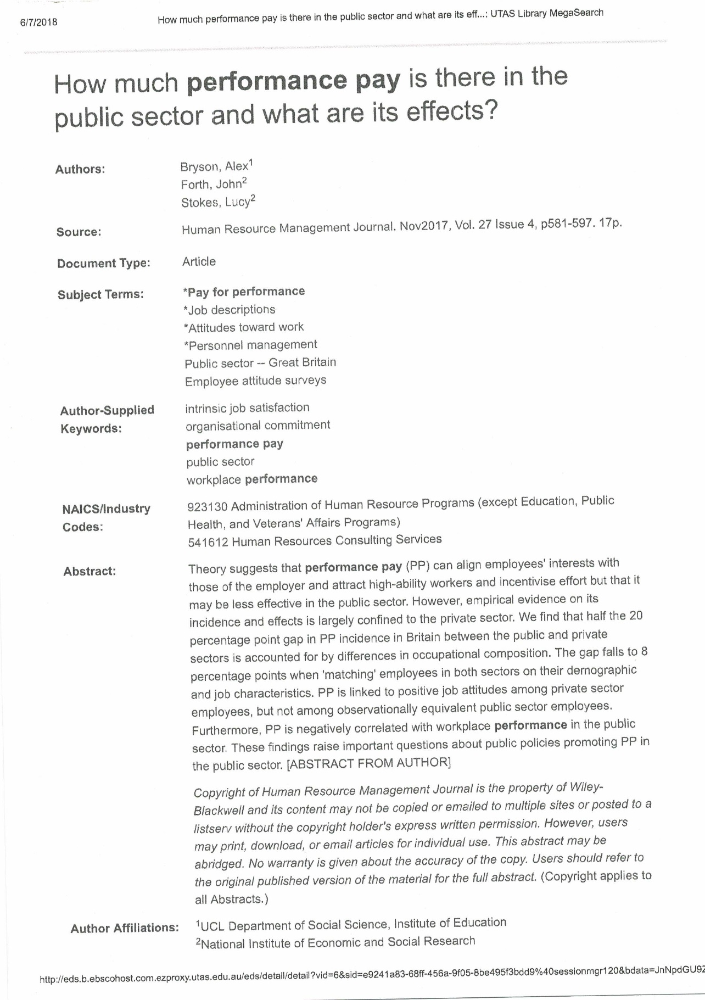 6/7/2018
How much performance pay is there in the public sector and what are its eff...: UTAS Library MegaSearch
How much performance pay is there in the
public sector and what are its effects?
Authors:
Bryson, Alex¹
Forth, John²
Stokes, Lucy²
Source:
Human Resource Management Journal. Nov2017, Vol. 27 Issue 4, p581-597. 17p.
Document Type:
Article
Subject Terms:
*Pay for performance
*Job descriptions
*Attitudes toward work
*Personnel management
Public sector -- Great Britain
Employee attitude surveys
Author-Supplied
Keywords:
intrinsic job satisfaction
organisational commitment
performance pay
public sector
workplace performance
NAICS/Industry
Codes:
923130 Administration of Human Resource Programs (except Education, Public
Health, and Veterans' Affairs Programs)
541612 Human Resources Consulting Services
Abstract:
Theory suggests that performance pay (PP) can align employees' interests with
those of the employer and attract high-ability workers and incentivise effort but that it
may be less effective in the public sector. However, empirical evidence on its
incidence and effects is largely confined to the private sector. We find that half the 20
percentage point gap in PP incidence in Britain between the public and private
sectors is accounted for by differences in occupational composition. The gap falls to 8
percentage points when 'matching' employees in both sectors on their demographic
and job characteristics. PP is linked to positive job attitudes among private sector
employees, but not among observationally equivalent public sector employees.
Furthermore, PP is negatively correlated with workplace performance in the public
sector. These findings raise important questions about public policies promoting PP in
the public sector. [ABSTRACT FROM AUTHOR]
Copyright of Human Resource Management Journal is the property of Wiley-
Blackwell and its content may not be copied or emailed to multiple sites or posted to a
listserv without the copyright holder's express written permission. However, users
may print, download, or email articles for individual use. This abstract may be
abridged. No warranty is given about the accuracy of the copy. Users should refer to
the original published version of the material for the full abstract. (Copyright applies to
all Abstracts.)
Author Affiliations:
¹UCL Department of Social Science, Institute of Education
²National Institute of Economic and Social Research
http://eds.b.ebscohost.com.ezproxy.utas.edu.au/eds/detail/detail?vid=6&sid=e9241a83-68ff-456a-9f05-8be495f3bdd9%40sessionmgr120&bdata=JnNpdGU9Z